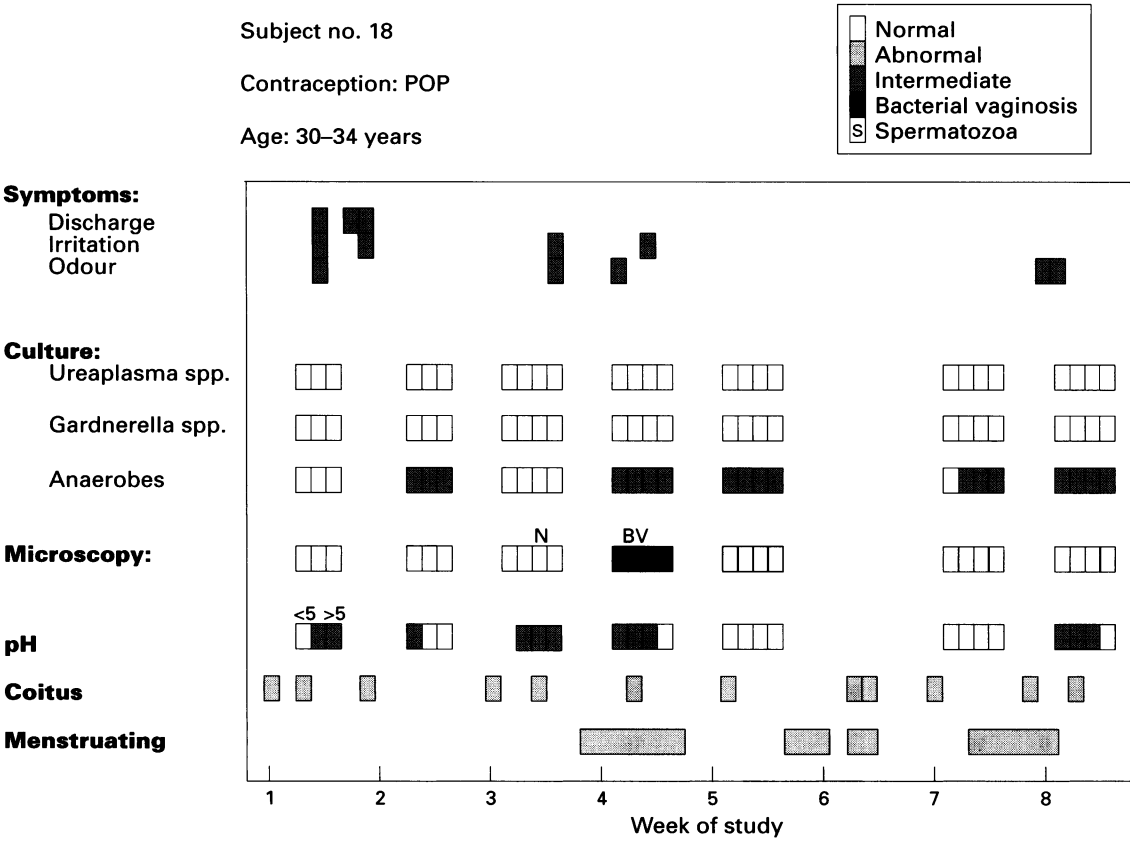 Subject no. 18
Contraception: POP
Age: 30–34 years
Normal
Abnormal
Intermediate
Bacterial vaginosis
S Spermatozoa
Symptoms:
Discharge
Irritation
Odour
Culture:
Ureaplasma spp.
Gardnerella spp.
Anaerobes
N BV
Microscopy:
<5 >5
pH
Coitus
Menstruating
1 2 3 4 5 6 7 8
Week of study